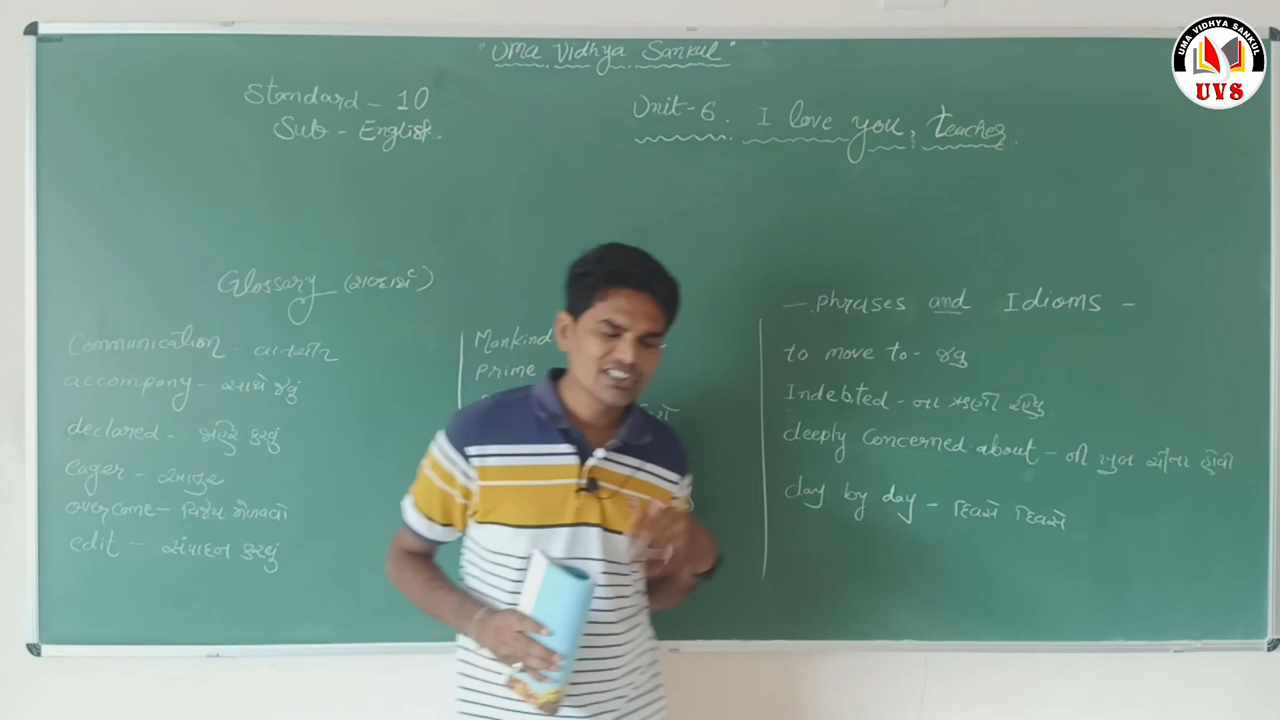 "Uma Vidhya Sankul"
Standard - 10
Sub - English.
Unit-6. I love you, teacher.
Glossary (શબ્દાર્થ)
Communication - વાતચીત
accompony - સાથે જવું
declared - જાહેર કરવું
eager - આતુર
overcome - વિજય મેળવવો
edit - સંપાદન કરવું
Mankind
Prime
- Phrases and Idioms -
to move to - જવુ
Indebted - ના ઋણી રહેવુ
deeply Concerned about - ની ખુબ ચીંતા હોવી
day by day - દિવસે દિવસે
UMA VIDHYA SANKUL
UVS